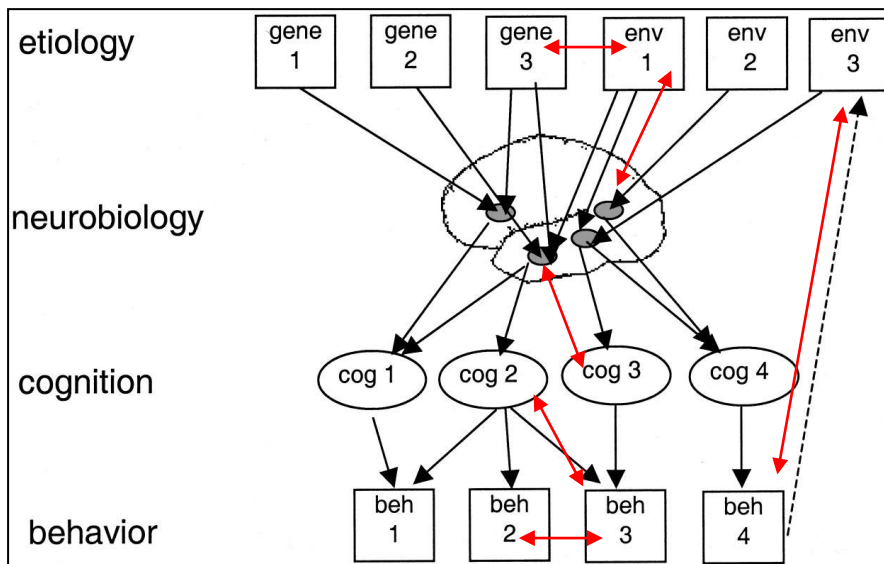 etiology
gene
1
gene
2
gene
3
env
1
env
2
env
3
neurobiology
cognition
cog 1
cog 2
cog 3
cog 4
behavior
beh
1
beh
2
beh
3
beh
4